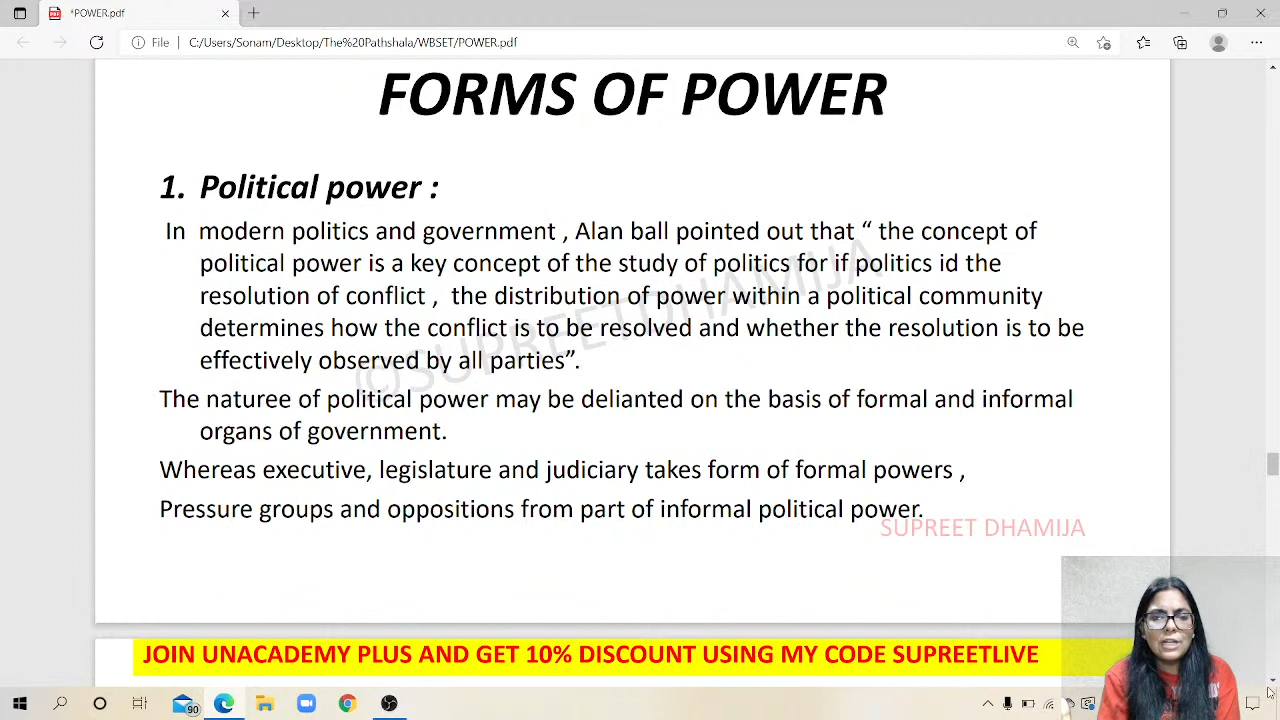 *POWER.pdf
File
C:/Users/Sonam/Desktop/The%20Pathshala/WBSET/POWER.pdf
FORMS OF POWER
1. Political power :
In modern politics and government , Alan ball pointed out that “ the concept of
political power is a key concept of the study of politics for if politics id the
resolution of conflict , the distribution of power within a political community
determines how the conflict is to be resolved and whether the resolution is to be
effectively observed by all parties”.
The naturee of political power may be delianted on the basis of formal and informal
organs of government.
Whereas executive, legislature and judiciary takes form of formal powers ,
Pressure groups and oppositions from part of informal political power.
©SUPREETDHAMIJA
SUPREET DHAMIJA
JOIN UNACADEMY PLUS AND GET 10% DISCOUNT USING MY CODE SUPREETLIVE
90